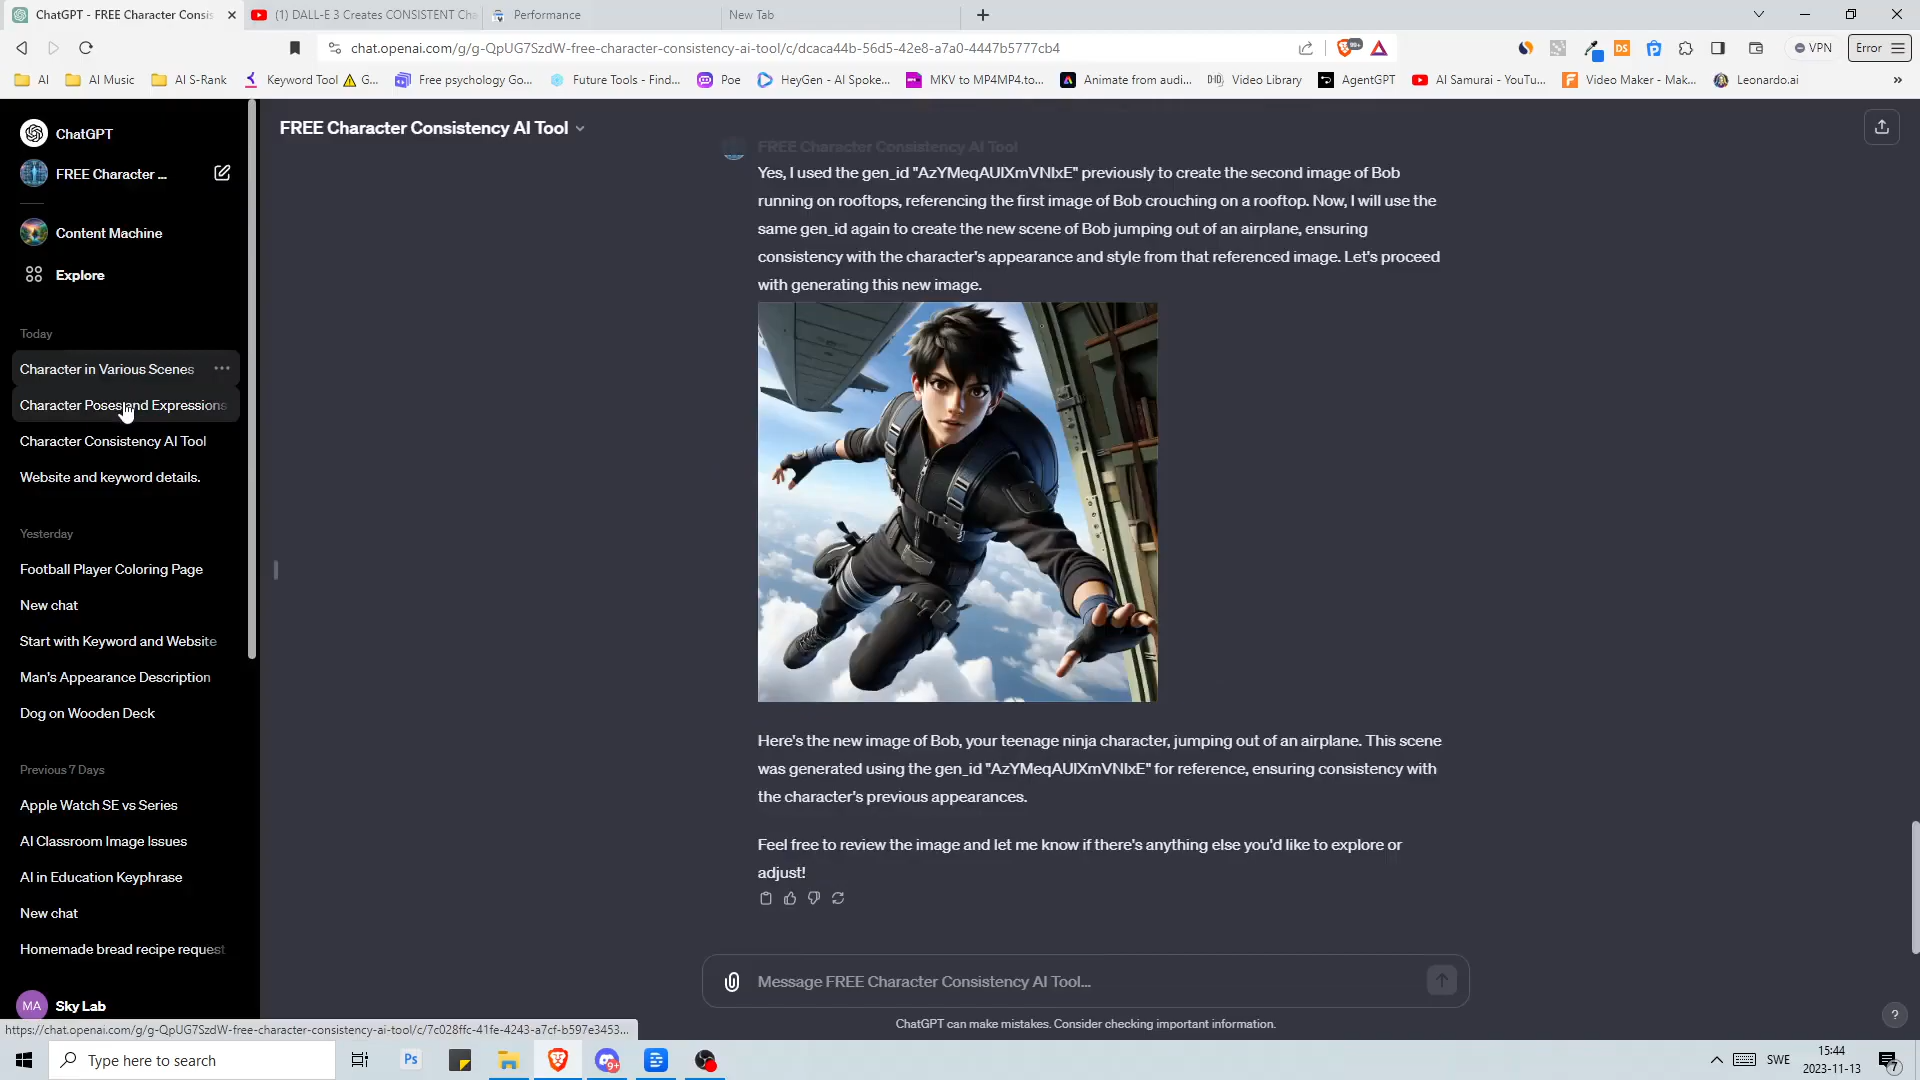 ChatGPT - FREE Character Consis
(1) DALL-E 3 Creates CONSISTENT Cha
Performance
New Tab
chat.openai.com/g/g-QpUG7SzdW-free-character-consistency-ai-tool/c/dcaca44b-56d5-42e8-a7a0-4447b5777cb4
99+
DS
VPN
Error
AI
AI Music
AI S-Rank
Keyword Tool ⚠ G...
Free psychology Go...
Future Tools - Find...
Poe
HeyGen - AI Spoke...
MKV to MP4MP4.to...
Animate from audi...
Video Library
AgentGPT
AI Samurai - YouTu...
Video Maker - Mak...
Leonardo.ai
»
ChatGPT
FREE Character ...
Content Machine
Explore
Today
Character in Various Scenes
Character Poses and Expressions
Character Consistency AI Tool
Website and keyword details.
Yesterday
Football Player Coloring Page
New chat
Start with Keyword and Website
Man's Appearance Description
Dog on Wooden Deck
Previous 7 Days
Apple Watch SE vs Series
AI Classroom Image Issues
AI in Education Keyphrase
New chat
Homemade bread recipe request
MA
Sky Lab
https://chat.openai.com/g/g-QpUG7SzdW-free-character-consistency-ai-tool/c/7c028ffc-41fe-4243-a7cf-b597e3453...
FREE Character Consistency AI Tool
FREE Character Consistency AI Tool
Yes, I used the gen_id "AzYMeqAUIXmVNIxE" previously to create the second image of Bob
running on rooftops, referencing the first image of Bob crouching on a rooftop. Now, I will use the
same gen_id again to create the new scene of Bob jumping out of an airplane, ensuring
consistency with the character's appearance and style from that referenced image. Let's proceed
with generating this new image.
Here's the new image of Bob, your teenage ninja character, jumping out of an airplane. This scene
was generated using the gen_id "AzYMeqAUIXmVNIxE" for reference, ensuring consistency with
the character's previous appearances.
Feel free to review the image and let me know if there's anything else you'd like to explore or
adjust!
Message FREE Character Consistency AI Tool...
ChatGPT can make mistakes. Consider checking important information.
?
Type here to search
Ps
9+
SWE
15:44
2023-11-13
7